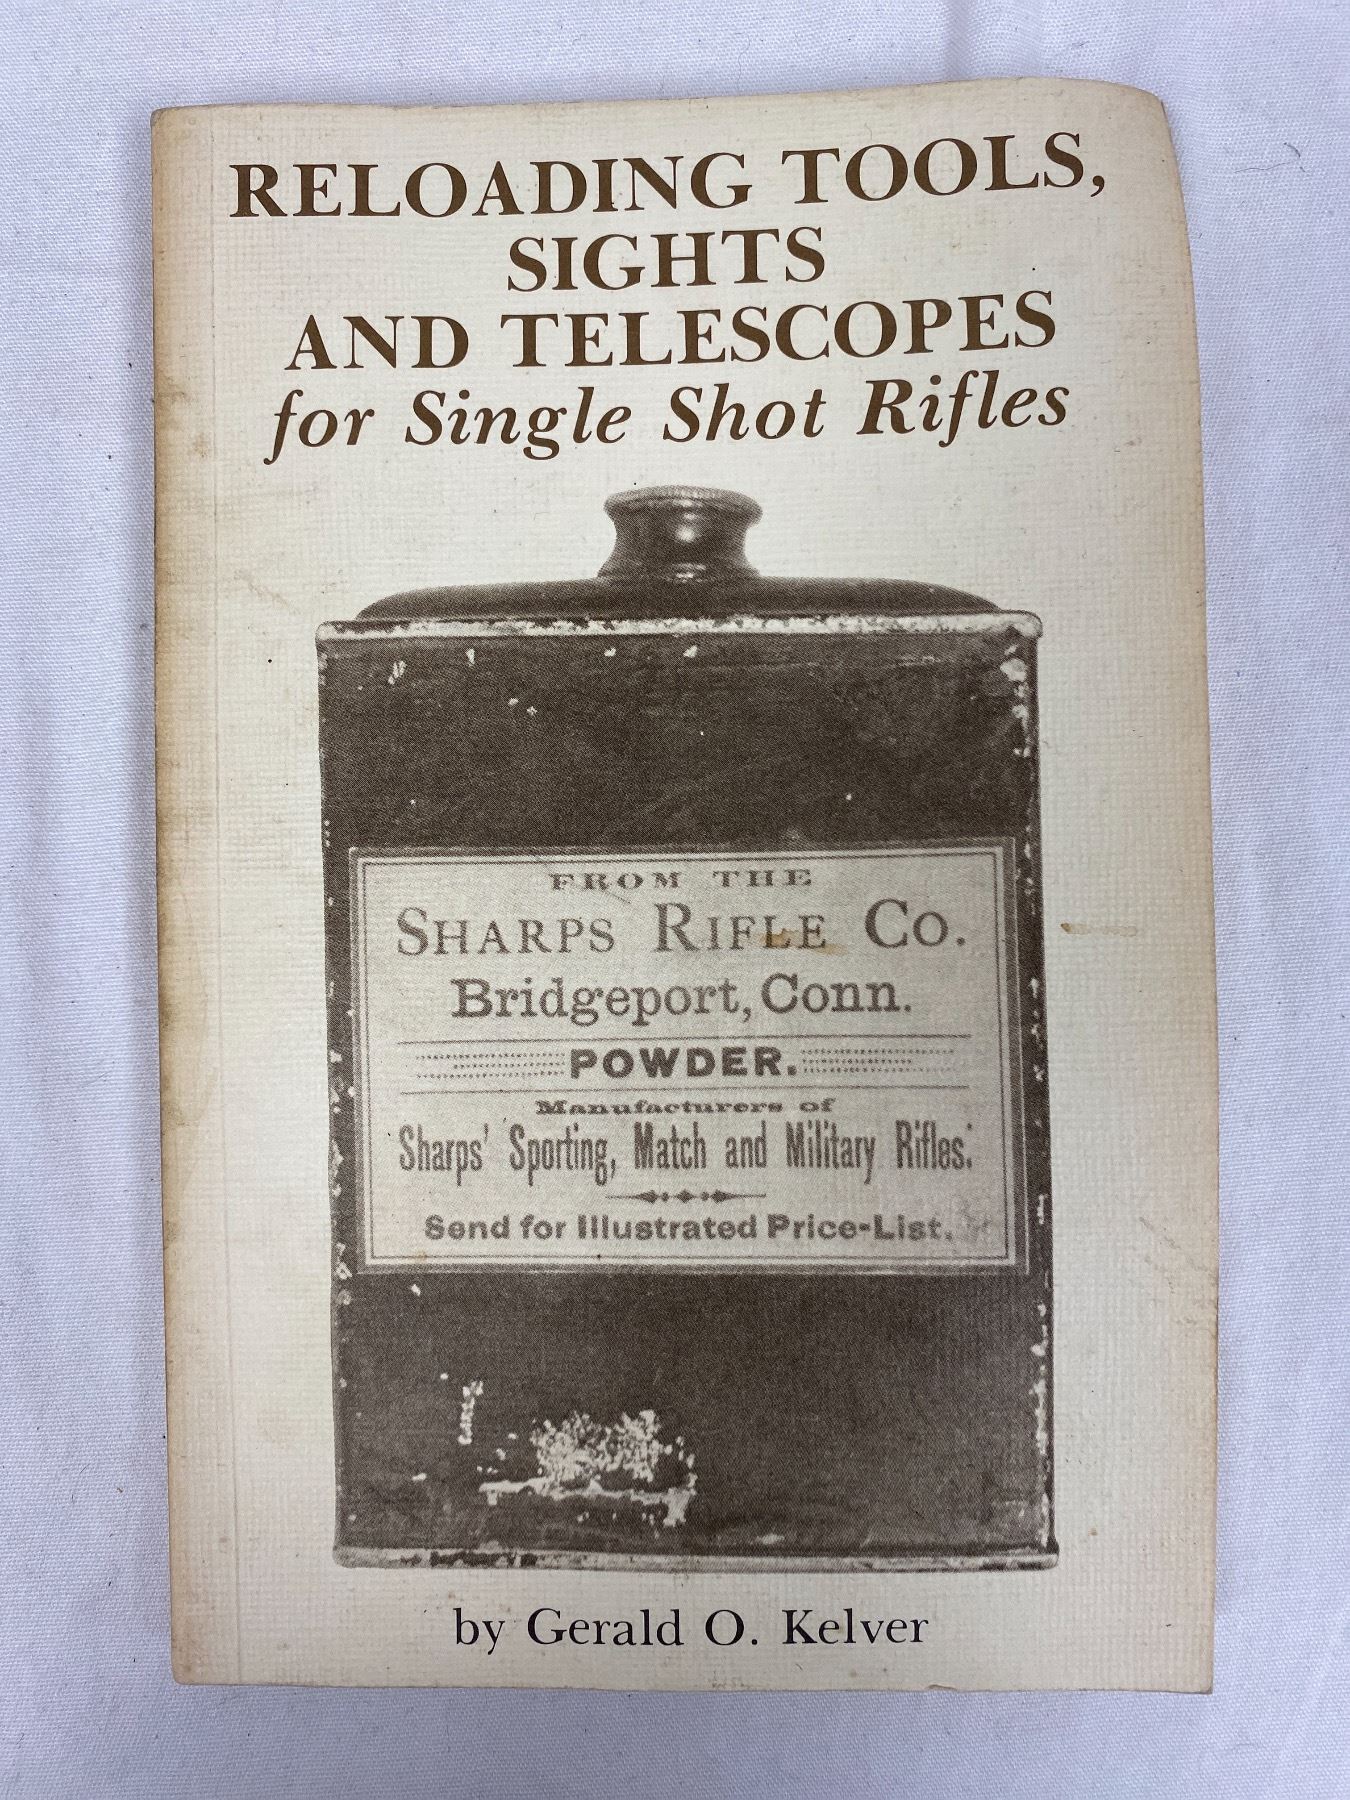 RELOADING TOOLS,
SIGHTS
AND TELESCOPES
for Single Shot Rifles
FROM THE
SHARPS RIFLE CO.
Bridgeport, Conn.
POWDER.
Manufacturers of
Sharps' Sporting, Match and Military Rifles.
Send for Illustrated Price-List.
by Gerald O. Kelver